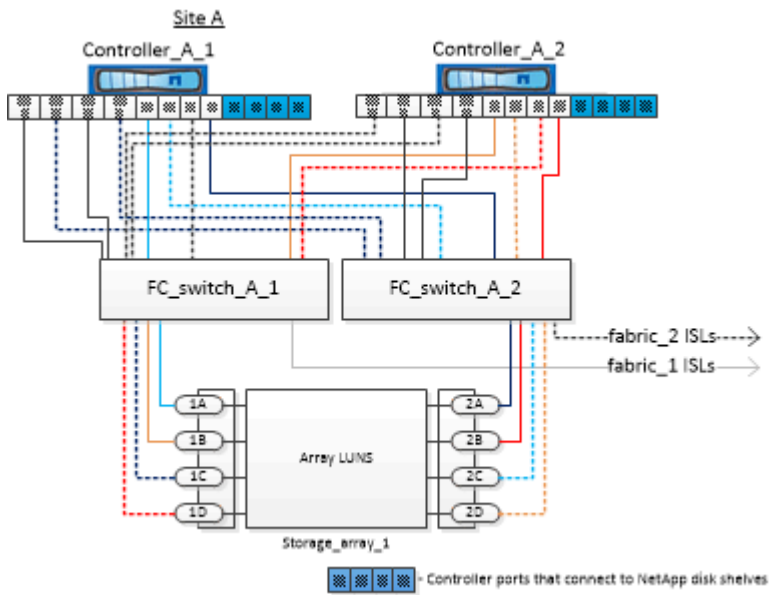 Site A
Controller_A_1
Controller_A_2
FC_switch_A_1
FC_switch_A_2
fabric_2 ISLs
fabric_1 ISLs
1A
2A
1B
2B
Array LUNS
1C
2C
1D
2D
Storage_array_1
- Controller ports that connect to NetApp disk shelves